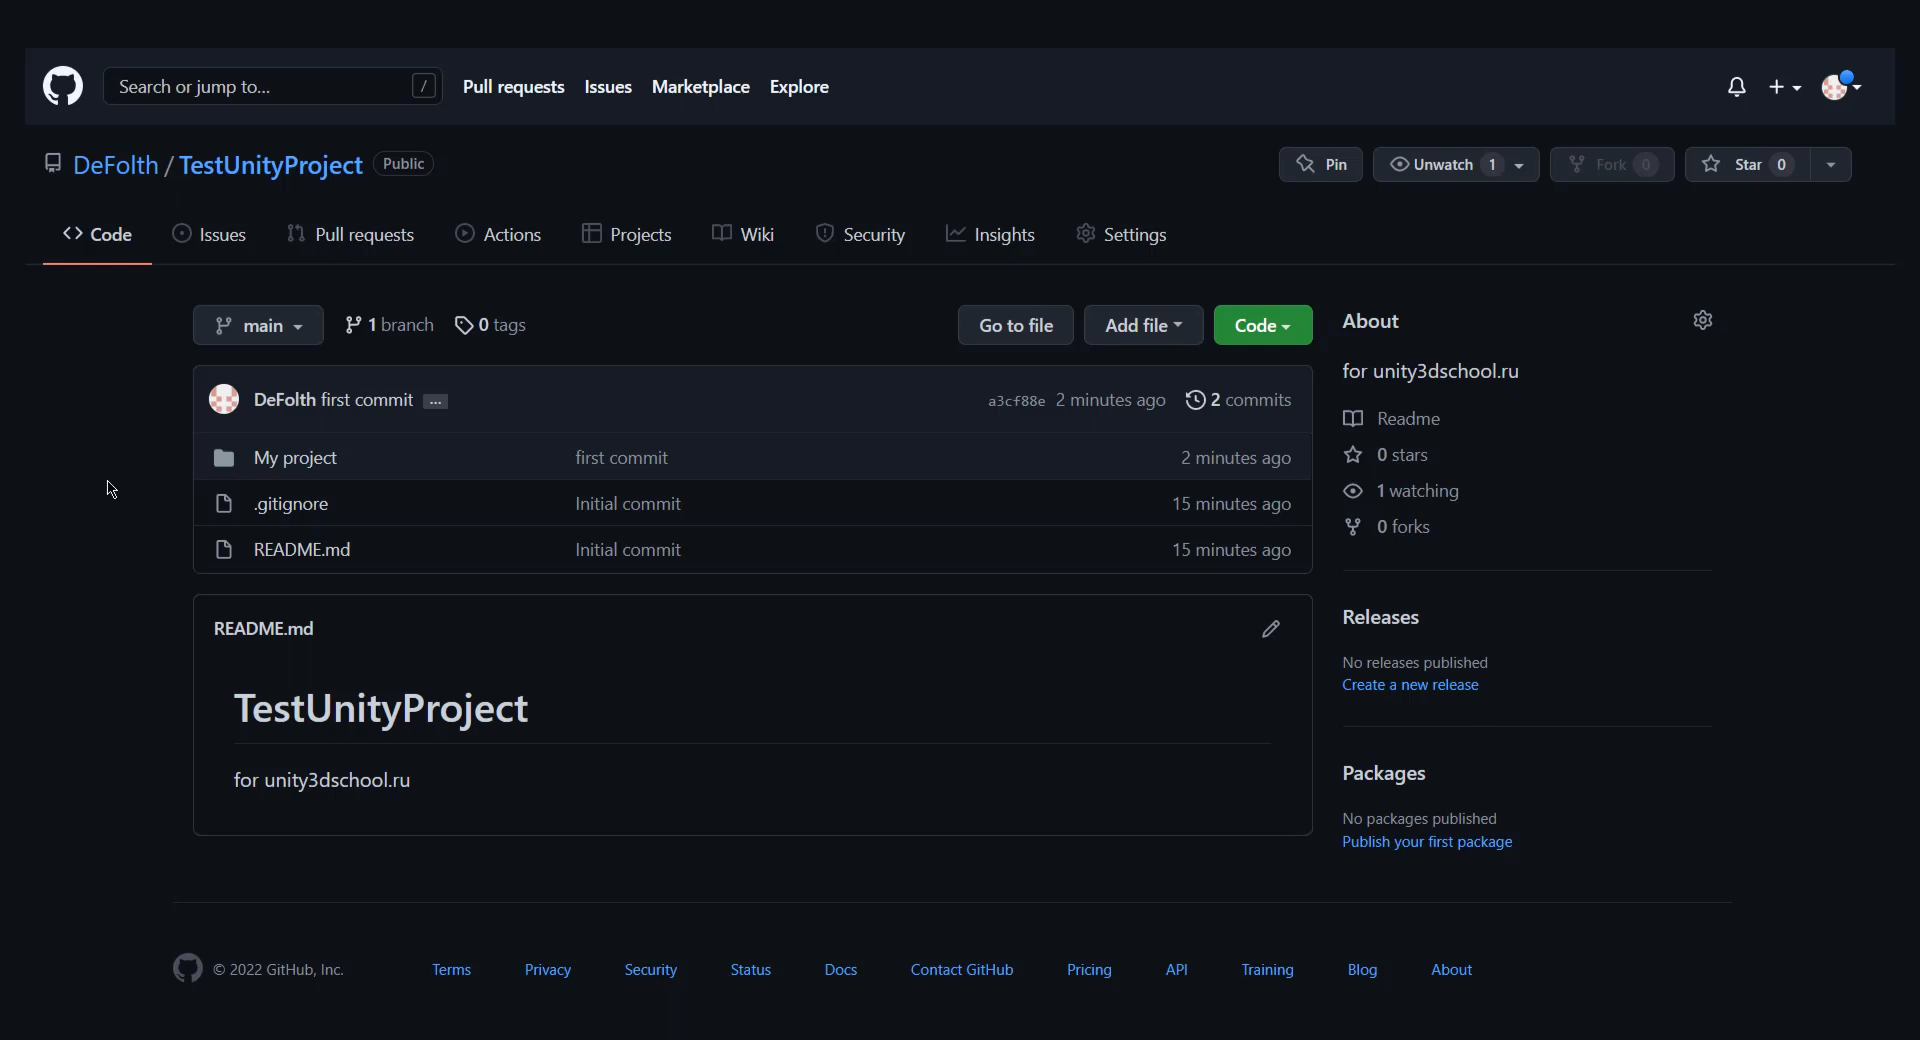 Search or jump to... / Pull requests Issues Marketplace Explore
DeFolth / TestUnityProject Public Pin Unwatch 1 Fork 0 Star 0
Code Issues Pull requests Actions Projects Wiki Security Insights Settings
main 1 branch 0 tags Go to file Add file Code
DeFolth first commit ... a3cf88e 2 minutes ago 2 commits
My project first commit 2 minutes ago
.gitignore Initial commit 15 minutes ago
README.md Initial commit 15 minutes ago
README.md
TestUnityProject
for unity3dschool.ru
About
for unity3dschool.ru
Readme
0 stars
1 watching
0 forks
Releases
No releases published
Create a new release
Packages
No packages published
Publish your first package
© 2022 GitHub, Inc. Terms Privacy Security Status Docs Contact GitHub Pricing API Training Blog About